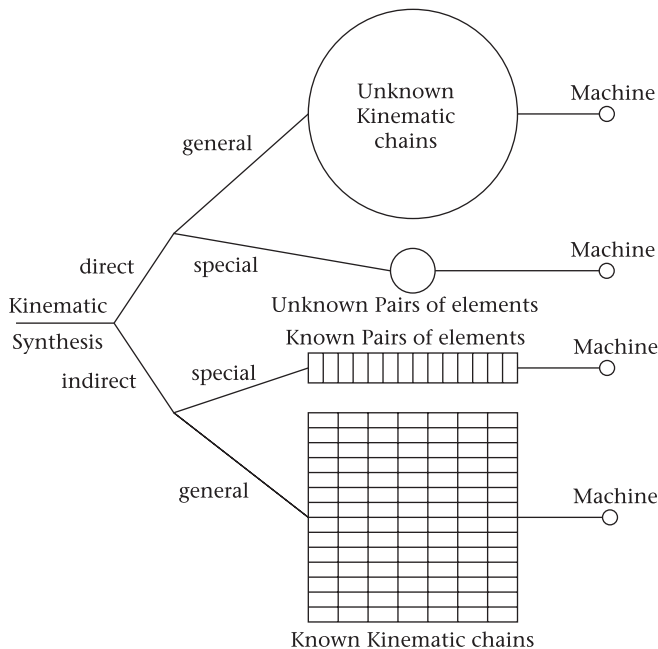 Unknown
Kinematic
chains
Machine
general
direct
special
Machine
Unknown Pairs of elements
Kinematic
Synthesis
Known Pairs of elements
Machine
indirect
special
general
Machine
Known Kinematic chains